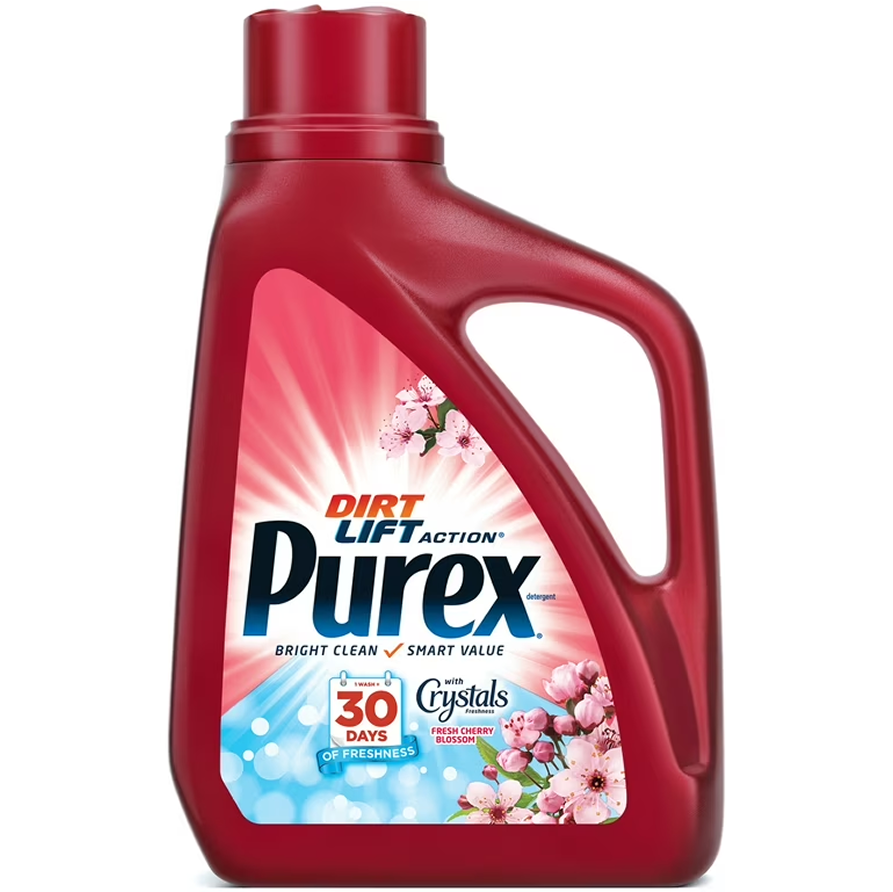 DIRT
LIFT ACTION®
Purex®
detergent
BRIGHT CLEAN ✓ SMART VALUE
1 WASH =
30
DAYS
OF FRESHNESS
with
Crystals
Freshness
FRESH CHERRY
BLOSSOM